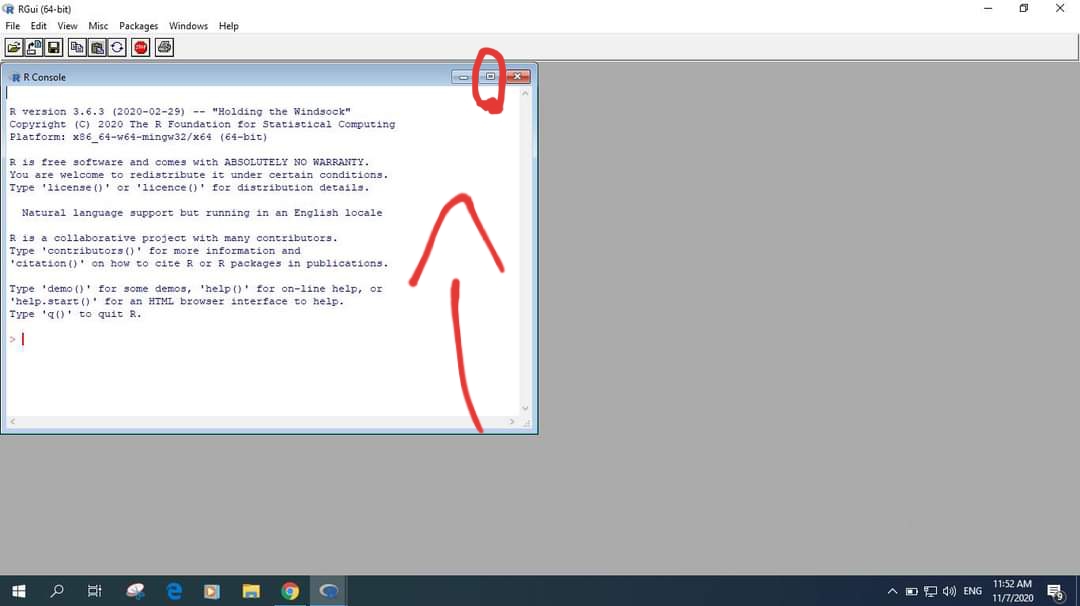 RGui (64-bit)
File Edit View Misc Packages Windows Help
STOP
R Console
R version 3.6.3 (2020-02-29) -- "Holding the Windsock"
Copyright (C) 2020 The R Foundation for Statistical Computing
Platform: x86_64-w64-mingw32/x64 (64-bit)
R is free software and comes with ABSOLUTELY NO WARRANTY.
You are welcome to redistribute it under certain conditions.
Type 'license()' or 'licence()' for distribution details.
Natural language support but running in an English locale
R is a collaborative project with many contributors.
Type 'contributors()' for more information and
'citation()' on how to cite R or R packages in publications.
Type 'demo()' for some demos, 'help()' for on-line help, or
'help.start()' for an HTML browser interface to help.
Type 'q()' to quit R.
>
ENG
11:52 AM
11/7/2020
9